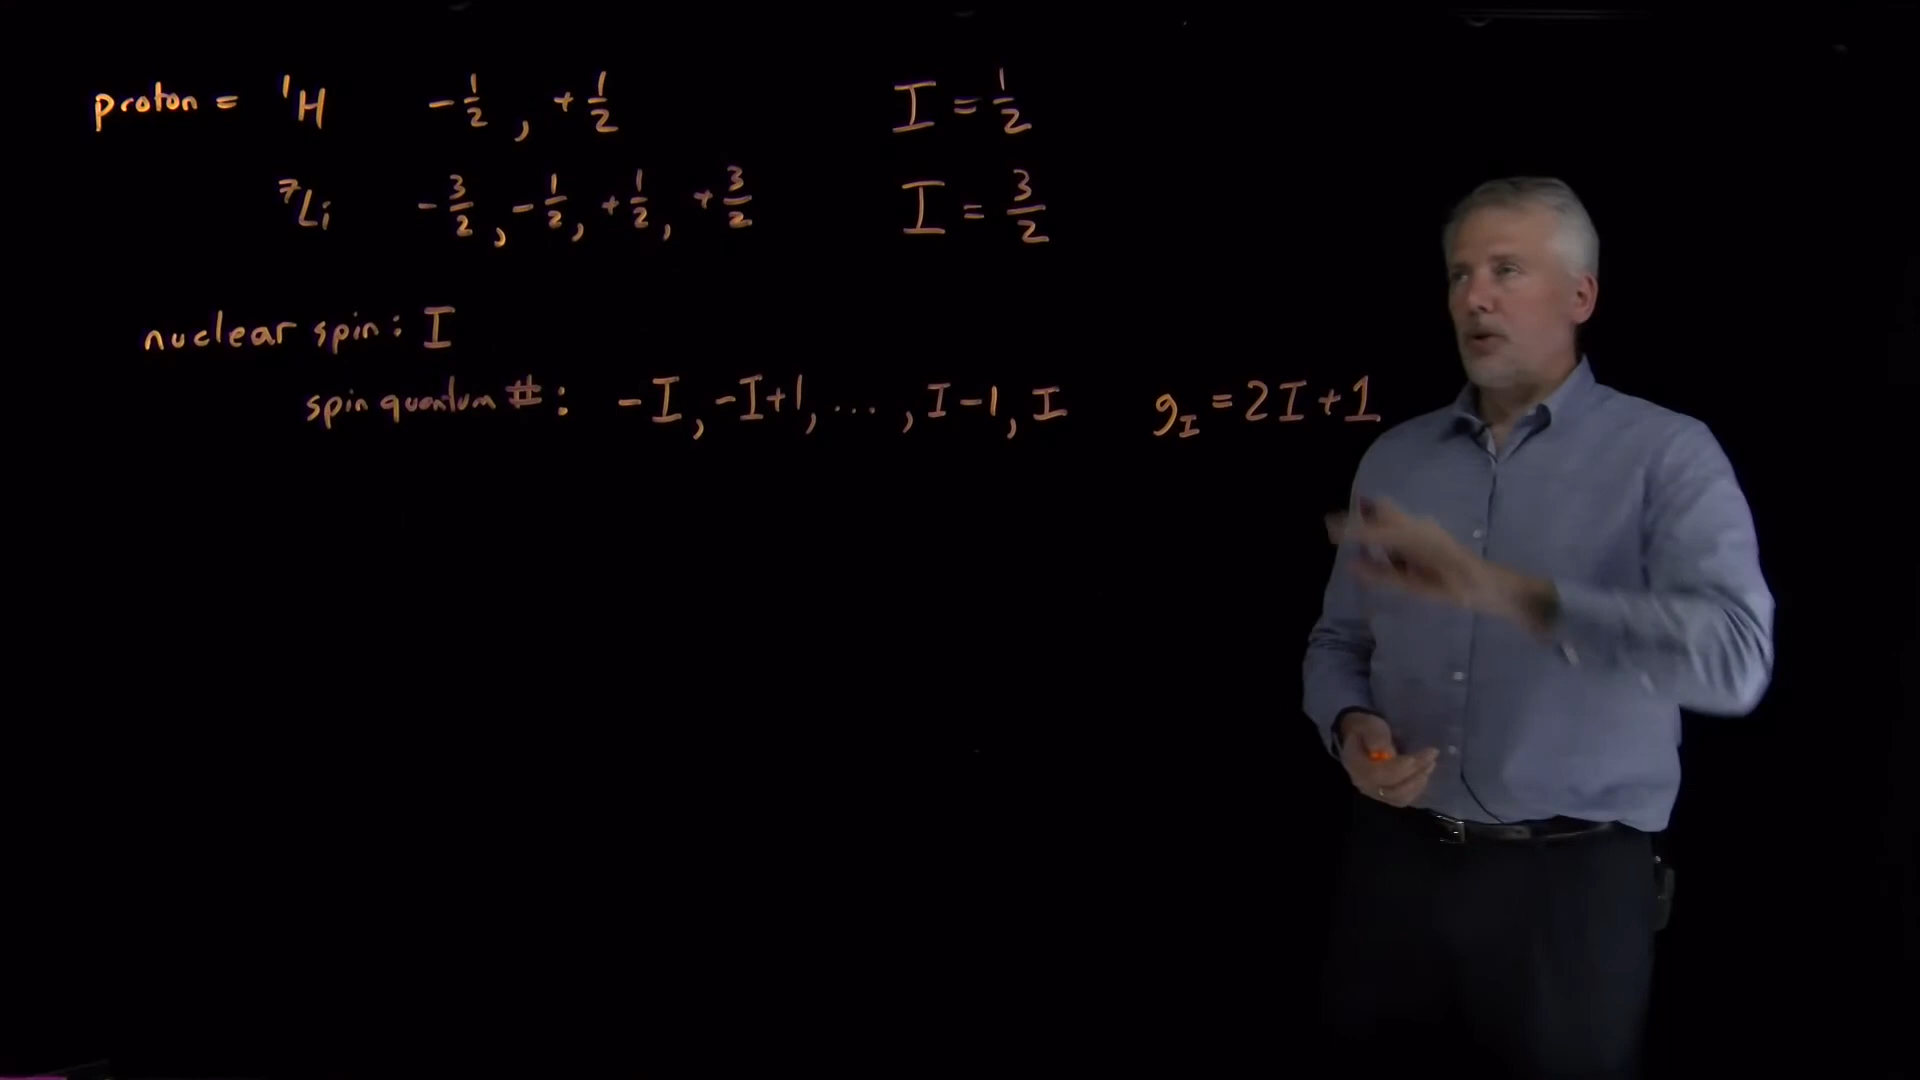 proton = ¹H -1/2, +1/2 I = 1/2
⁷Li -3/2, -1/2, +1/2, +3/2 I = 3/2
nuclear spin: I
spin quantum #: -I, -I+1, ..., I-1, I g_I = 2I+1